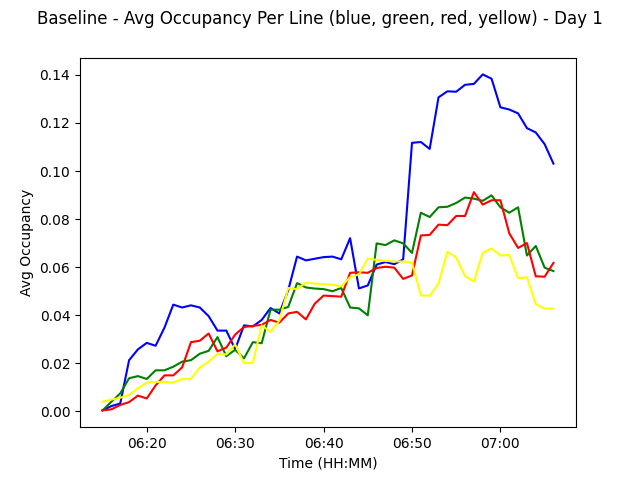 Baseline - Avg Occupancy Per Line (blue, green, red, yellow) - Day 1
0.14
0.12
0.10
0.08
0.06
0.04
0.02
0.00
Avg Occupancy
06:20 06:30 06:40 06:50 07:00
Time (HH:MM)